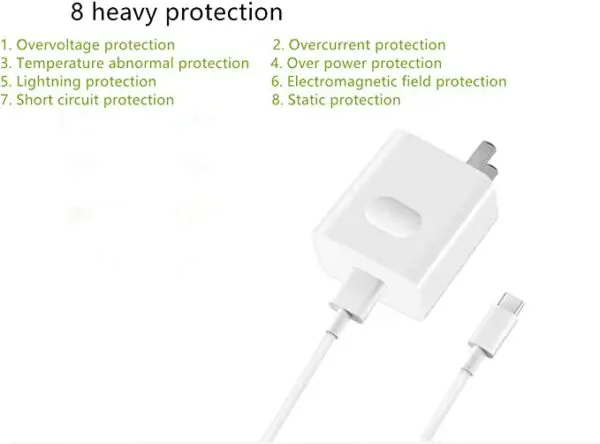 8 heavy protection
1. Overvoltage protection 2. Overcurrent protection
3. Temperature abnormal protection 4. Over power protection
5. Lightning protection 6. Electromagnetic field protection
7. Short circuit protection 8. Static protection